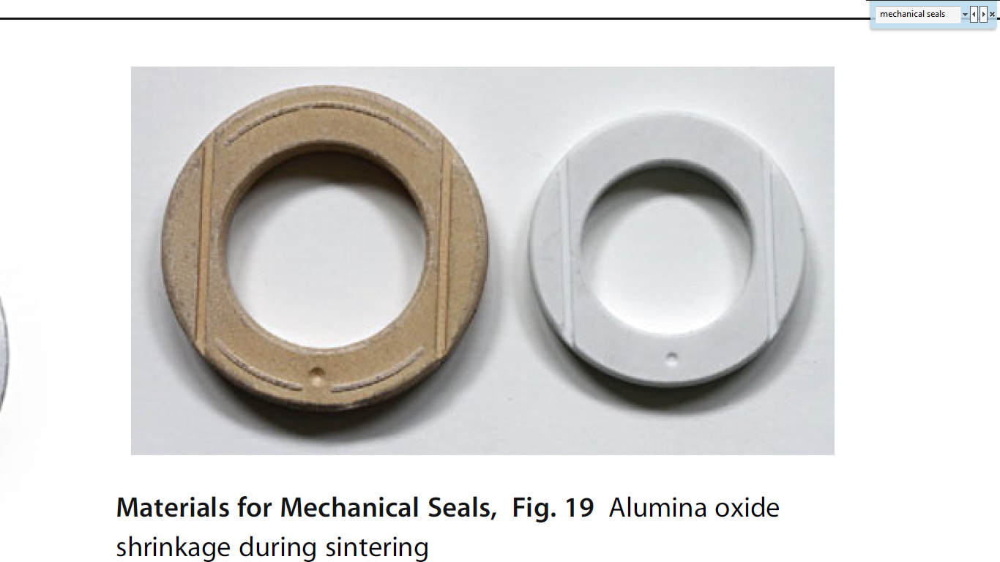 mechanical seals
Materials for Mechanical Seals, Fig. 19 Alumina oxide
shrinkage during sintering